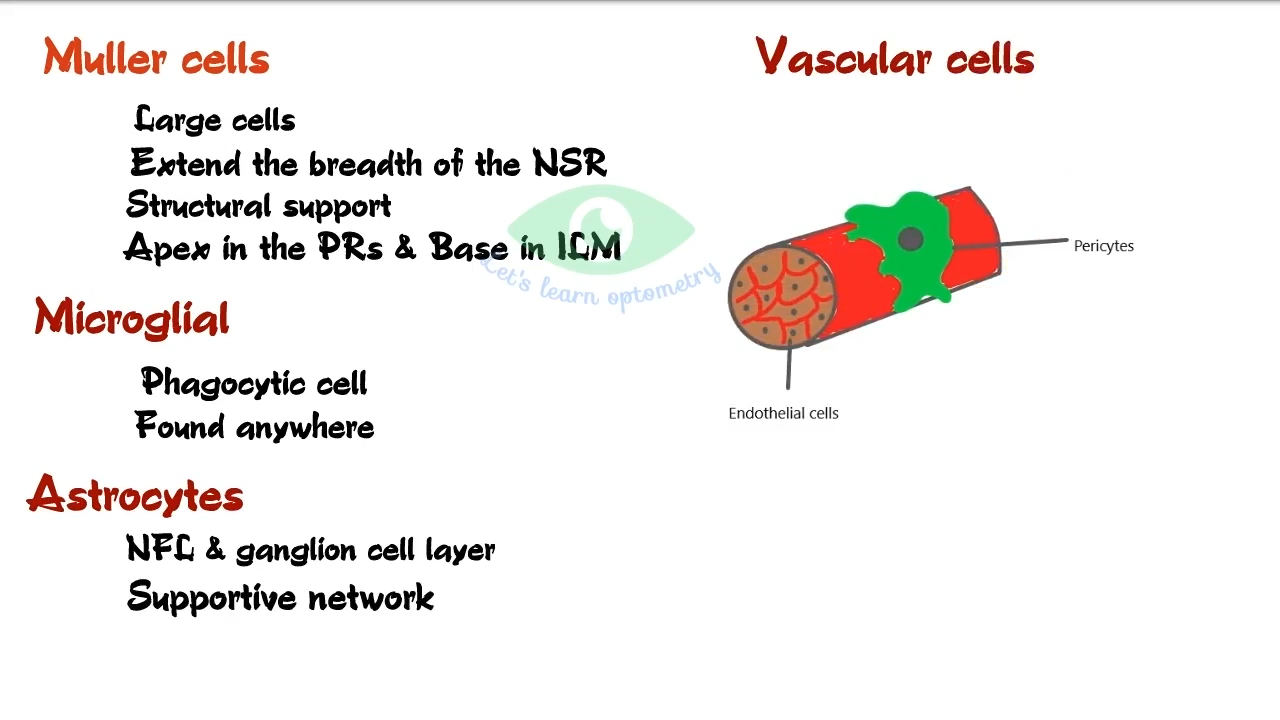 Muller cells
Large cells
Extend the breadth of the NSR
Structural support
Apex in the PRs & Base in ILM
Microglial
Phagocytic cell
Found anywhere
Astrocytes
NFL & ganglion cell layer
Supportive network
Vascular cells
Pericytes
Endothelial cells
Let's learn optometry